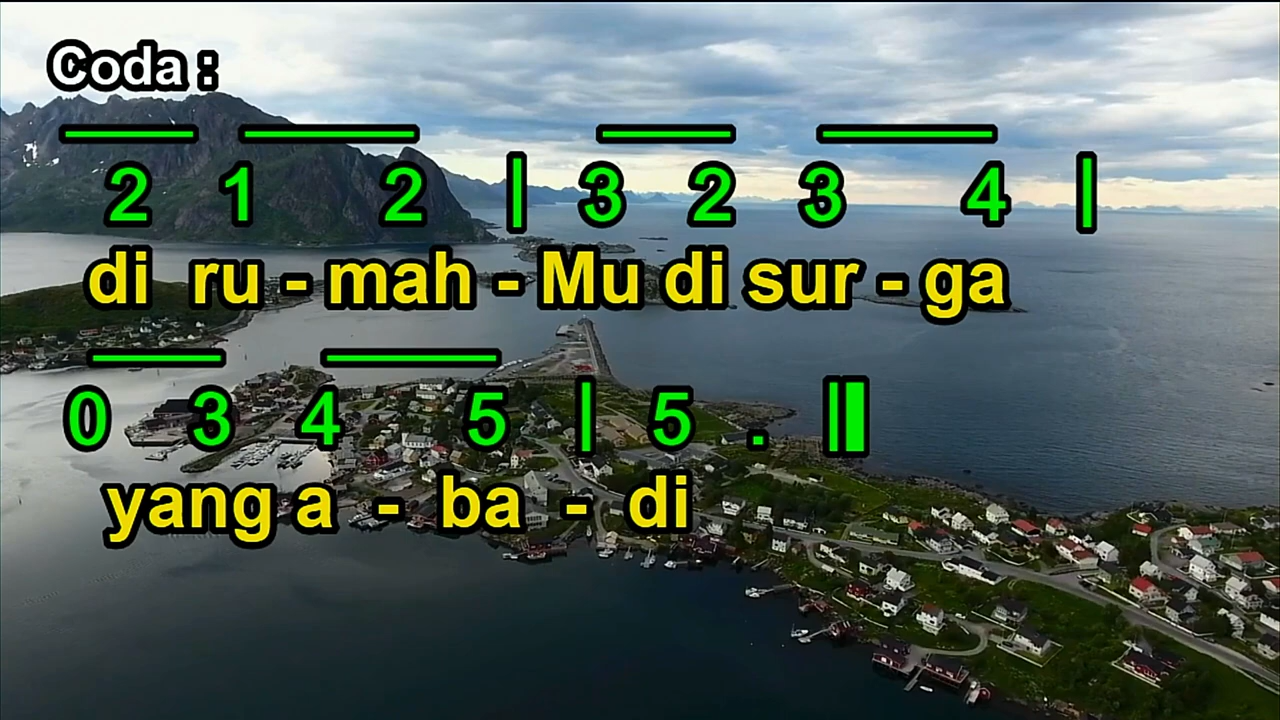 Coda :
2 1 2 | 3 2 3 4 |
di ru - mah - Mu di sur - ga
0 3 4 5 | 5 . ||
yang a - ba - di